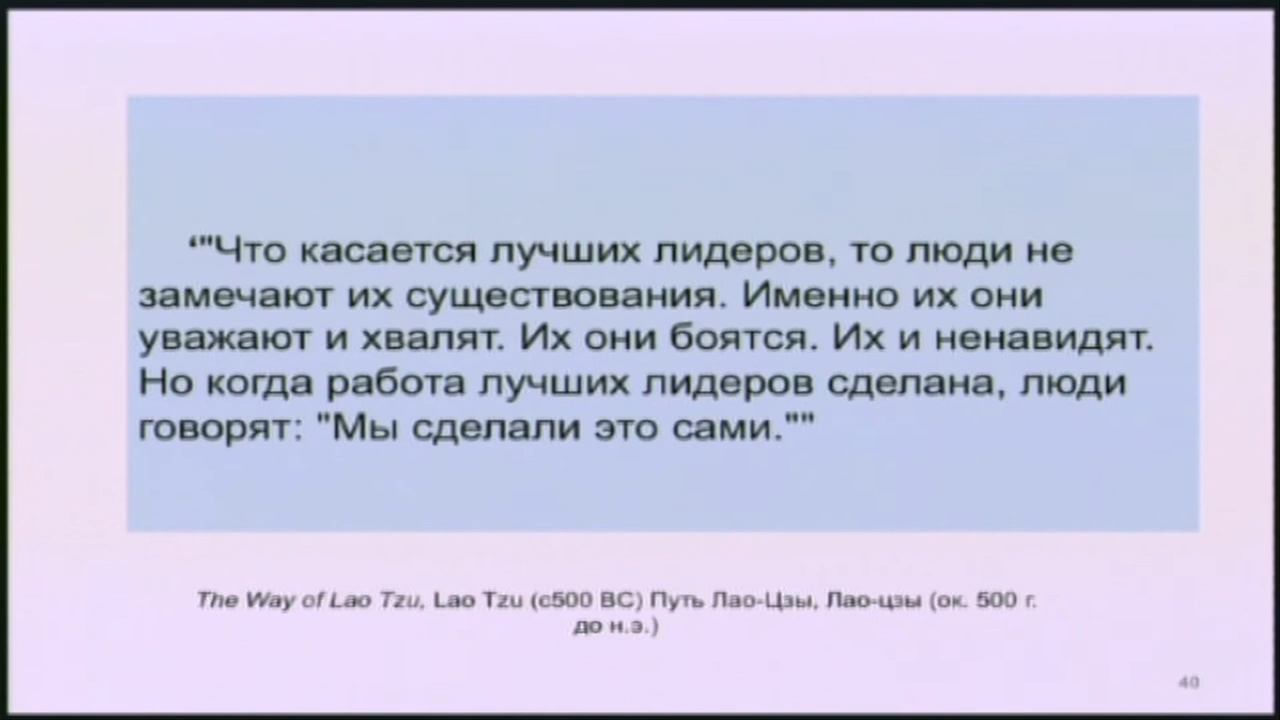 ‘"Что касается лучших лидеров, то люди не
замечают их существования. Именно их они
уважают и хвалят. Их они боятся. Их и ненавидят.
Но когда работа лучших лидеров сделана, люди
говорят: "Мы сделали это сами.""
The Way of Lao Tzu, Lao Tzu (c500 BC) Путь Лао-Цзы, Лао-цзы (ок. 500 г.
до н.э.)
40